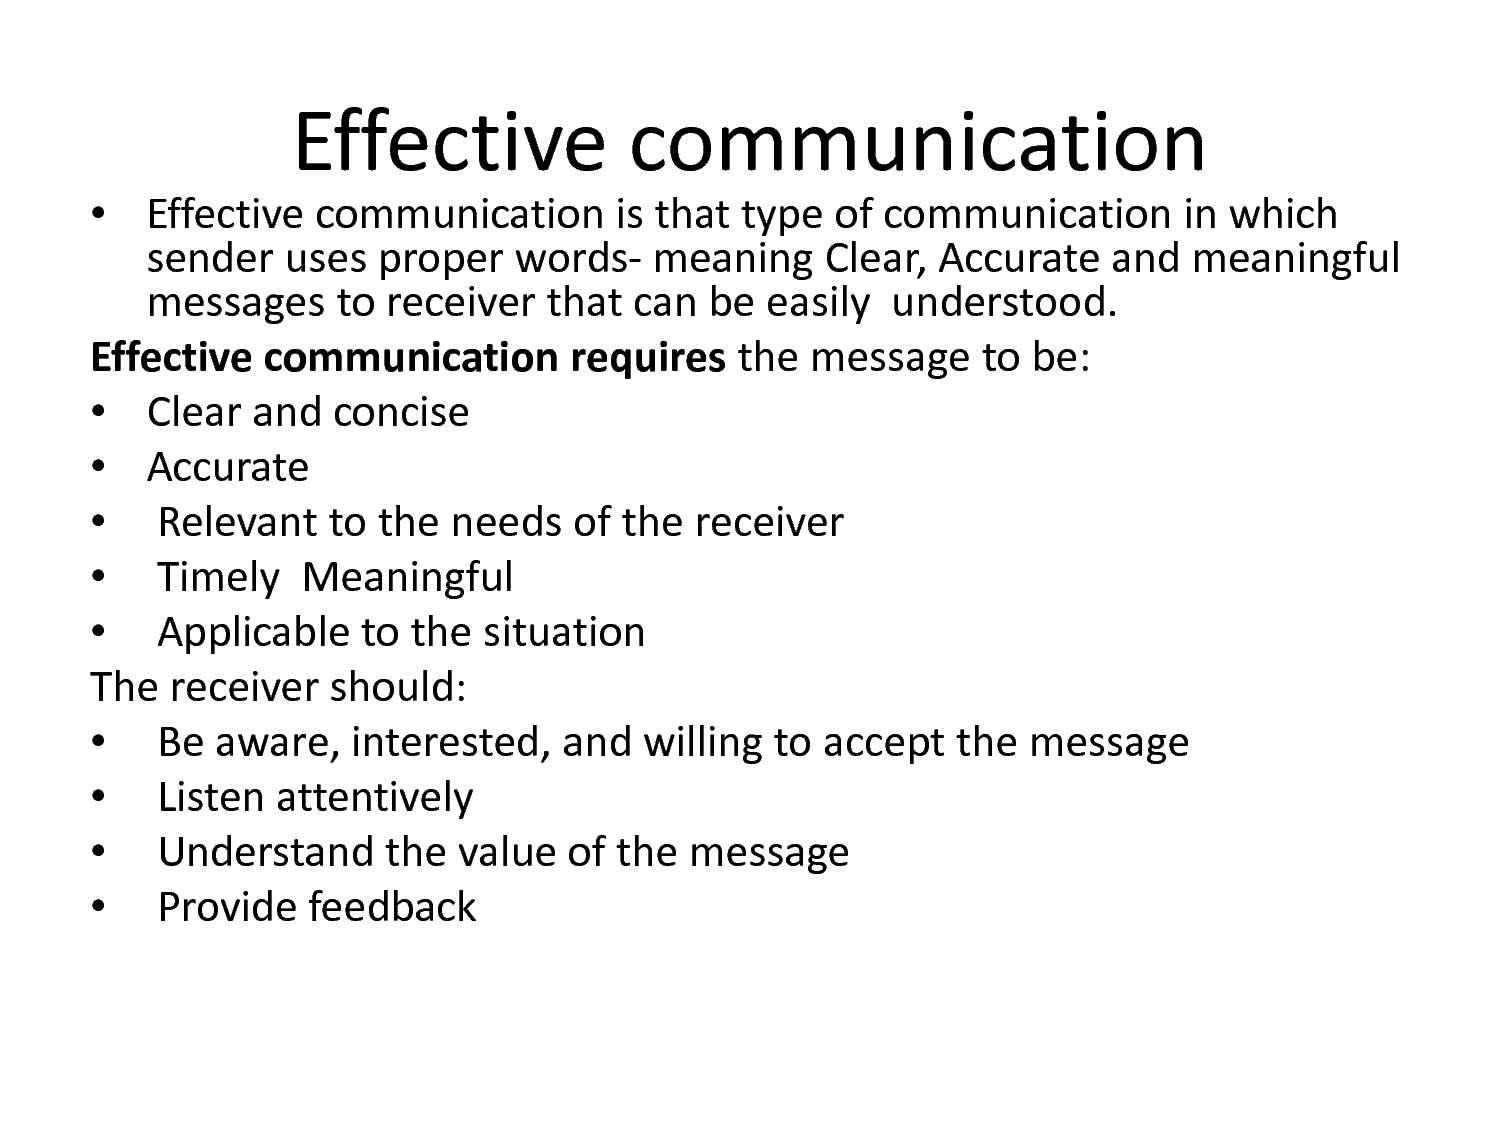 Effective communication
• Effective communication is that type of communication in which
sender uses proper words- meaning Clear, Accurate and meaningful
messages to receiver that can be easily  understood.
Effective communication requires the message to be:
• Clear and concise
• Accurate
• Relevant to the needs of the receiver
• Timely  Meaningful
• Applicable to the situation
The receiver should:
• Be aware, interested, and willing to accept the message
• Listen attentively
• Understand the value of the message
• Provide feedback